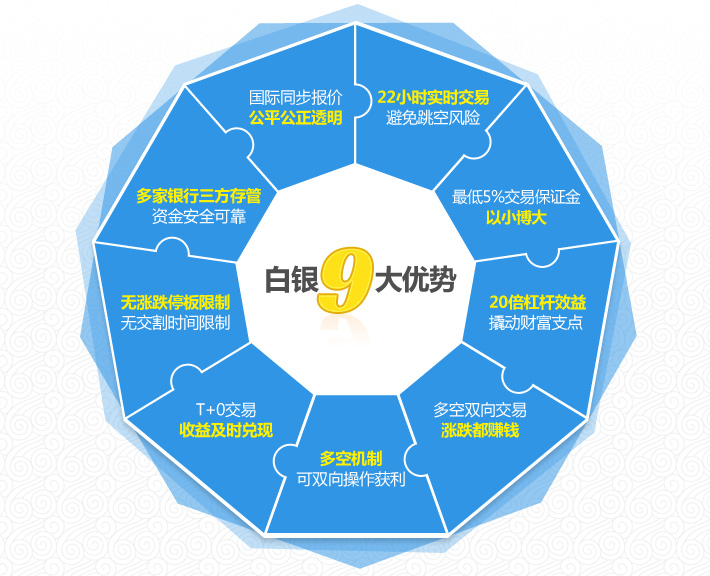 白银9大优势
国际同步报价
公平公正透明
22小时实时交易
避免跳空风险
最低5%交易保证金
以小博大
20倍杠杆效益
撬动财富支点
多空双向交易
涨跌都赚钱
多空机制
可双向操作获利
T+0交易
收益及时兑现
无涨跌停板限制
无交割时间限制
多家银行三方存管
资金安全可靠